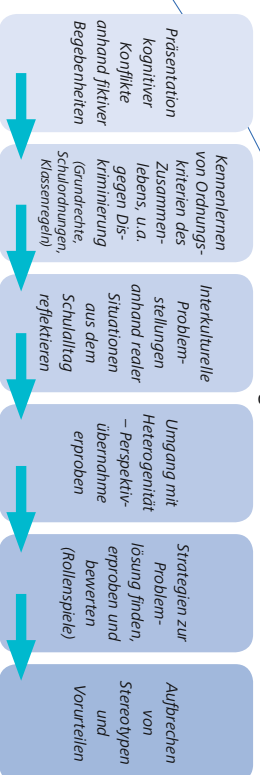 Präsentation
kognitiver
Konflikte
anhand fiktiver
Begebenheiten
Kennenlernen
von Ordnungs-
kriterien des
Zusammen-
lebens, u.a.
gegen Dis-
kriminierung
(Grundrechte,
Schulordnungen,
Klassenregeln)
Interkulturelle
Problem-
stellungen
anhand realer
Situationen
aus dem
Schulalltag
reflektieren
Umgang mit
Heterogenität
– Perspektiv-
übernahme
erproben
Strategien zur
Problem-
lösung finden,
erproben und
bewerten
(Rollenspiele)
Aufbrechen
von
Stereotypen
und
Vorurteilen